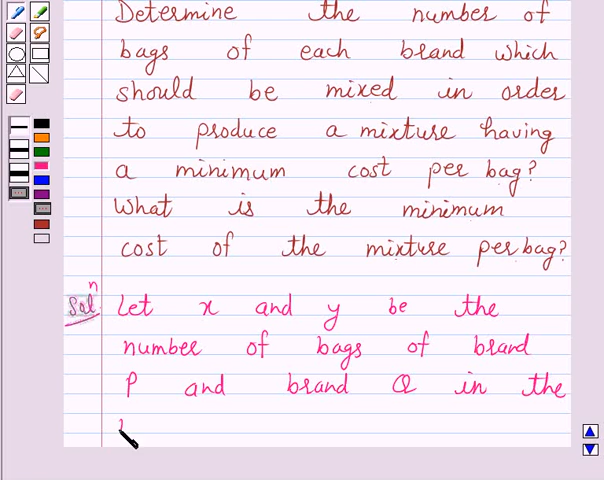 Determine the number of
bags of each brand which
should be mixed in order
to produce a mixture having
a minimum cost per bag?
What is the minimum
cost of the mixture per bag?
Solⁿ. Let x and y be the
number of bags of brand
P and brand Q in the